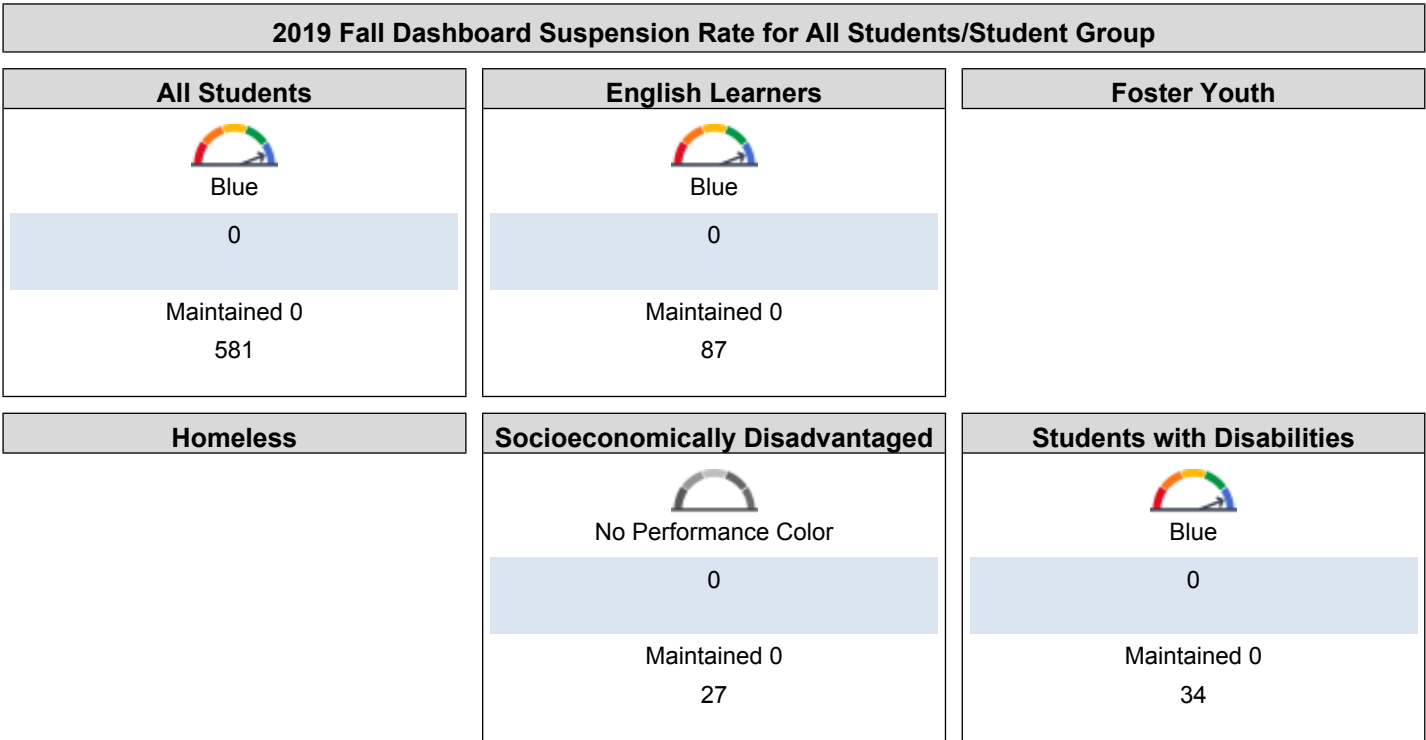 2019 Fall Dashboard Suspension Rate for All Students/Student Group
All Students
Blue
0
Maintained 0
581
English Learners
Blue
0
Maintained 0
87
Foster Youth
Homeless
Socioeconomically Disadvantaged
No Performance Color
0
Maintained 0
27
Students with Disabilities
Blue
0
Maintained 0
34